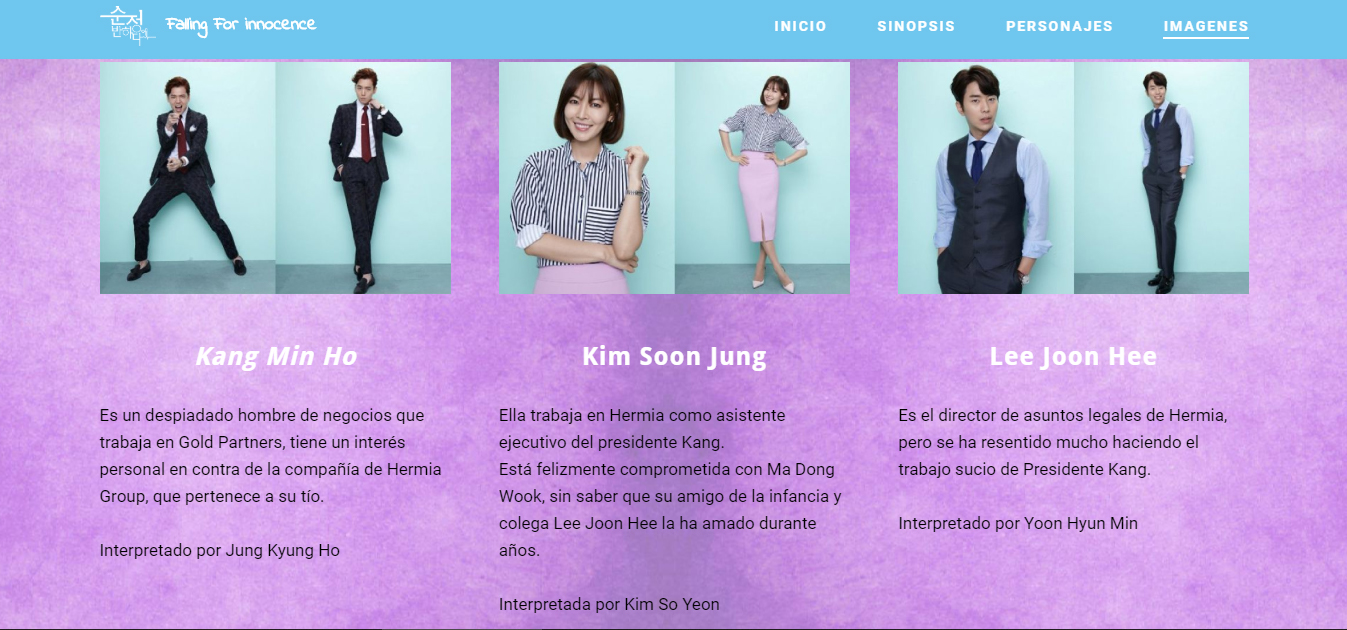 순정
반하다
Falling For innocence
INICIO
SINOPSIS
PERSONAJES
IMAGENES
Kang Min Ho
Es un despiadado hombre de negocios que
trabaja en Gold Partners, tiene un interés
personal en contra de la compañía de Hermia
Group, que pertenece a su tío.
Interpretado por Jung Kyung Ho
Kim Soon Jung
Ella trabaja en Hermia como asistente
ejecutivo del presidente Kang.
Está felizmente comprometida con Ma Dong
Wook, sin saber que su amigo de la infancia y
colega Lee Joon Hee la ha amado durante
años.
Interpretada por Kim So Yeon
Lee Joon Hee
Es el director de asuntos legales de Hermia,
pero se ha resentido mucho haciendo el
trabajo sucio de Presidente Kang.
Interpretado por Yoon Hyun Min